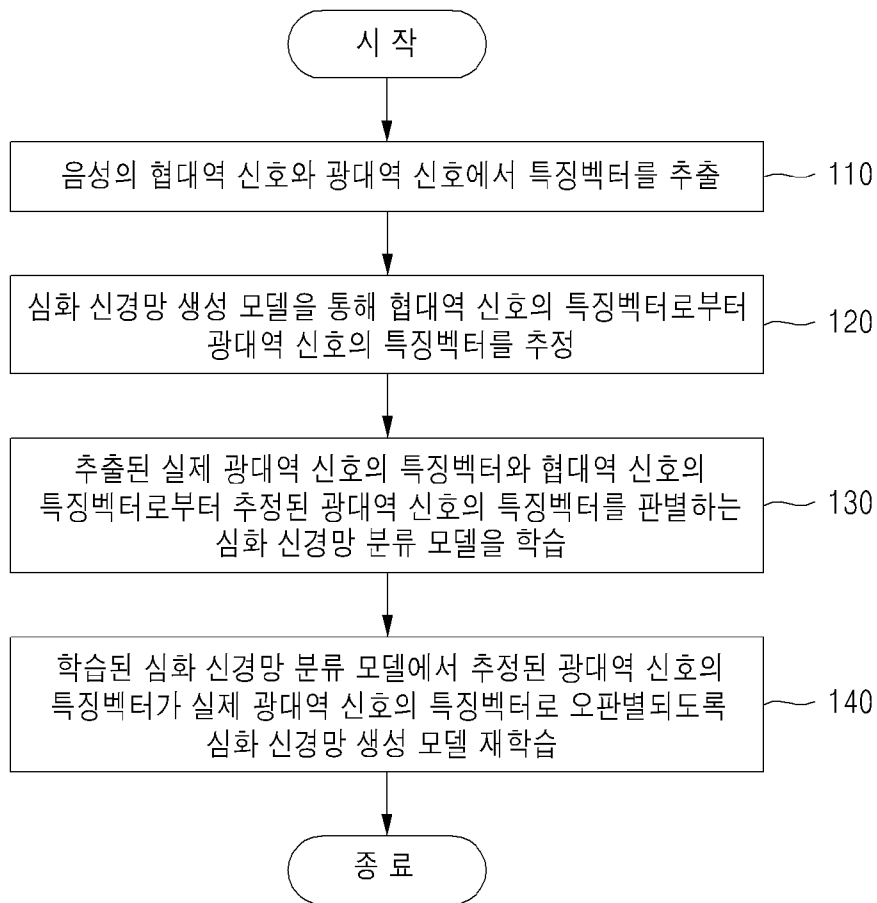 시 작
음성의 협대역 신호와 광대역 신호에서 특징벡터를 추출
110
심화 신경망 생성 모델을 통해 협대역 신호의 특징벡터로부터
광대역 신호의 특징벡터를 추정
120
추출된 실제 광대역 신호의 특징벡터와 협대역 신호의
특징벡터로부터 추정된 광대역 신호의 특징벡터를 판별하는
심화 신경망 분류 모델을 학습
130
학습된 심화 신경망 분류 모델에서 추정된 광대역 신호의
특징벡터가 실제 광대역 신호의 특징벡터로 오판별되도록
심화 신경망 생성 모델 재학습
140
종 료